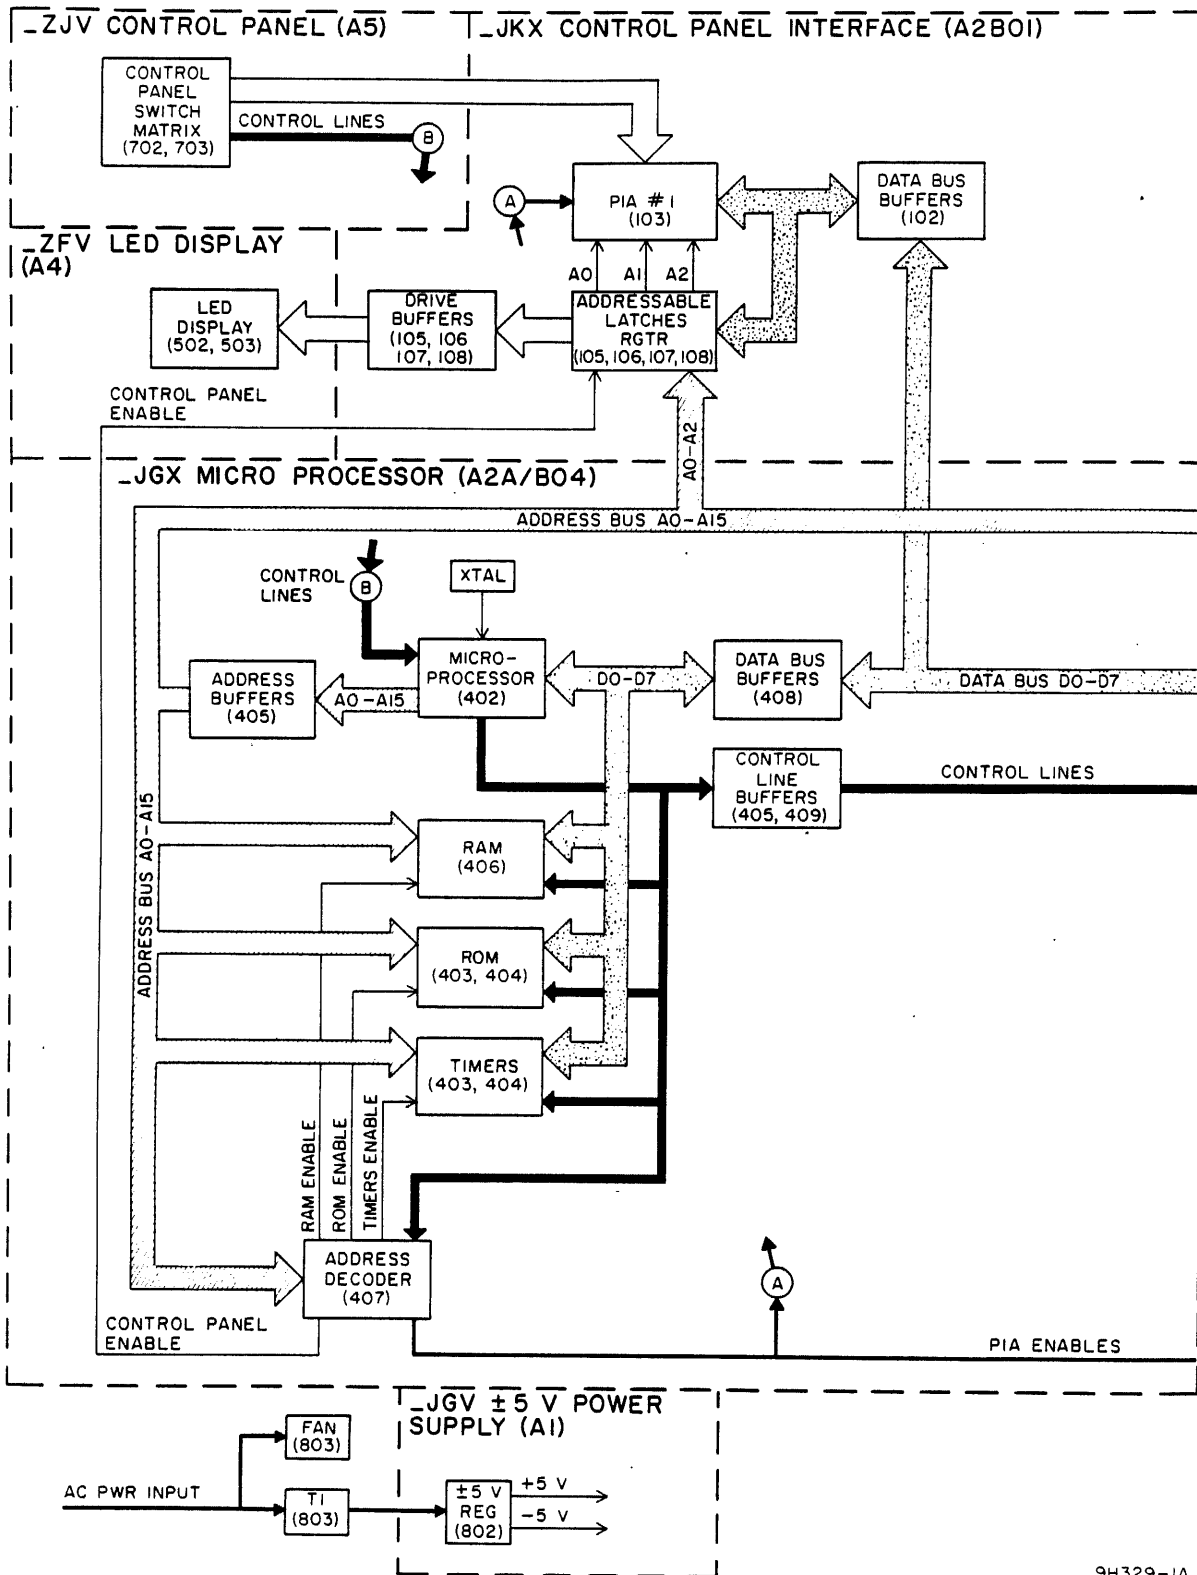 _ZJV CONTROL PANEL (A5)
_JKX CONTROL PANEL INTERFACE (A2B01)
CONTROL
PANEL
SWITCH
MATRIX
(702, 703)
CONTROL LINES
B
A
PIA #1
(103)
DATA BUS
BUFFERS
(102)
_ZFV LED DISPLAY
(A4)
A0
A1
A2
LED
DISPLAY
(502, 503)
DRIVE
BUFFERS
(105, 106
107, 108)
ADDRESSABLE
LATCHES
RGTR
(105, 106, 107, 108)
CONTROL PANEL
ENABLE
A0-A2
_JGX MICRO PROCESSOR (A2A/B04)
ADDRESS BUS A0-A15
CONTROL
LINES
B
XTAL
ADDRESS
BUFFERS
(405)
A0-A15
MICRO-
PROCESSOR
(402)
D0-D7
DATA BUS
BUFFERS
(408)
DATA BUS D0-D7
CONTROL
LINE
BUFFERS
(405, 409)
CONTROL LINES
ADDRESS BUS A0-A15
RAM
(406)
ROM
(403, 404)
TIMERS
(403, 404)
RAM ENABLE
ROM ENABLE
TIMERS ENABLE
ADDRESS
DECODER
(407)
A
CONTROL PANEL
ENABLE
PIA ENABLES
_JGV ±5 V POWER
SUPPLY (A1)
FAN
(803)
AC PWR INPUT
T1
(803)
±5 V
REG
(802)
+5 V
-5 V
9H329-1A